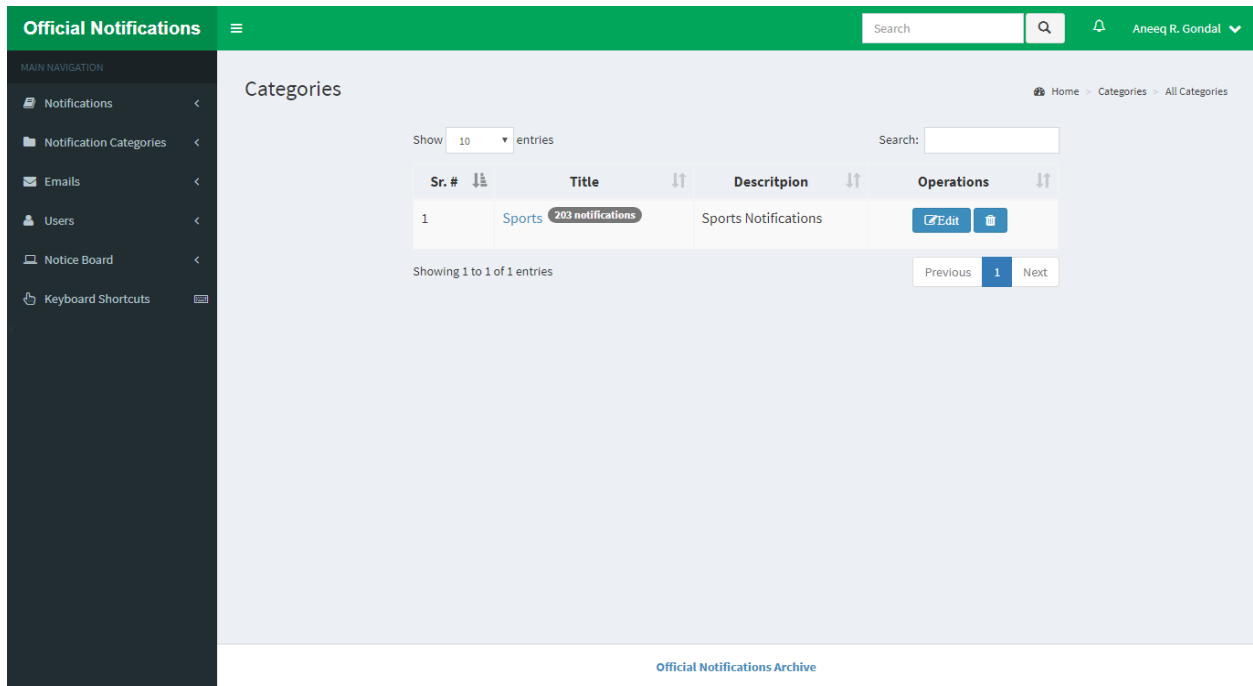 Official Notifications
Search
Aneeq R. Gondal
MAIN NAVIGATION
Notifications
Notification Categories
Emails
Users
Notice Board
Keyboard Shortcuts
Categories
Home > Categories > All Categories
Show 10 entries
Search:
Sr. # Title Descritpion Operations
1 Sports 203 notifications Sports Notifications Edit
Showing 1 to 1 of 1 entries
Previous 1 Next
Official Notifications Archive